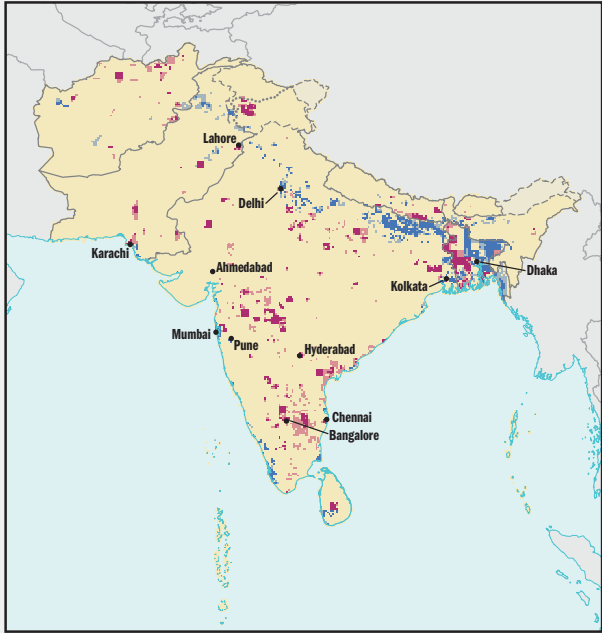 Lahore
Delhi
Karachi
Ahmedabad
Dhaka
Kolkata
Mumbai
Pune
Hyderabad
Chennai
Bangalore